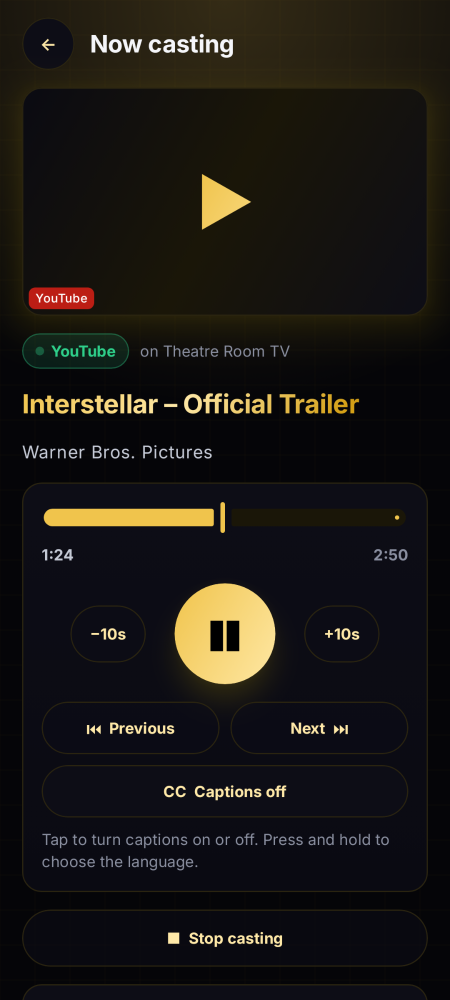 Now casting
YouTube
YouTube on Theatre Room TV
Interstellar – Official Trailer
Warner Bros. Pictures
1:24 2:50
−10s +10s
Previous Next
CC Captions off
Tap to turn captions on or off. Press and hold to
choose the language.
Stop casting